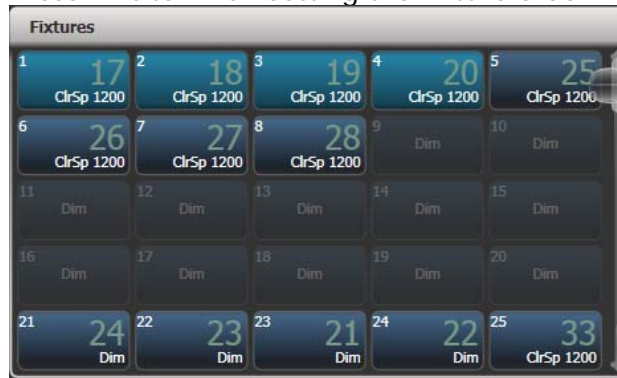 Fixtures
1 17 2 18 3 19 4 20 5 25
ClrSp 1200 ClrSp 1200 ClrSp 1200 ClrSp 1200 ClrSp 1200
6 26 7 27 8 28 9 10
ClrSp 1200 ClrSp 1200 ClrSp 1200 Dim Dim
11 12 13 14 15
Dim Dim Dim Dim Dim
16 17 18 19 20
Dim Dim Dim Dim Dim
21 24 22 23 23 21 24 22 25 33
Dim Dim Dim Dim ClrSp 1200